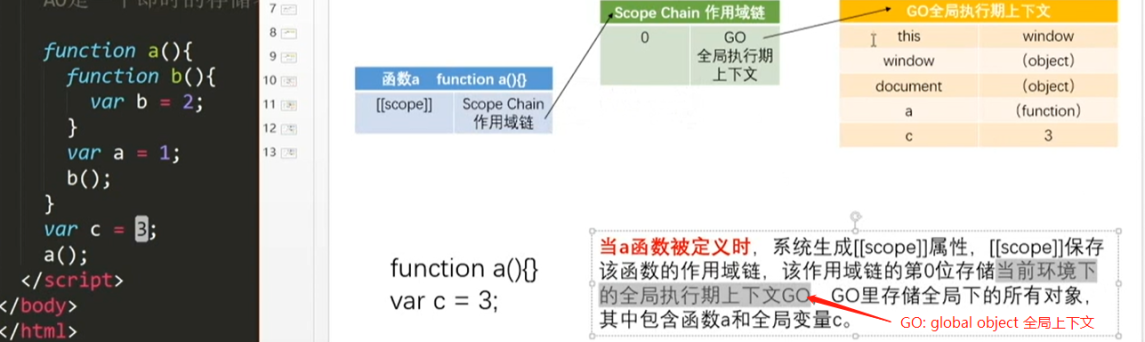 AO是一个即时的存储
function a(){
function b(){
var b = 2;
}
var a = 1;
b();
}
var c = 3;
a();
</script>
</body>
</html>
7
8
9
10
11
12
13
函数a function a(){}
[[scope]] Scope Chain
作用域链
Scope Chain 作用域链
0 GO
全局执行期
上下文
GO全局执行期上下文
this window
window （object）
document （object）
a （function）
c 3
function a(){}
var c = 3;
当a函数被定义时，系统生成[[scope]]属性，[[scope]]保存
该函数的作用域链，该作用域链的第0位存储当前环境下
的全局执行期上下文GO，GO里存储全局下的所有对象，
其中包含函数a和全局变量c。
GO: global object 全局上下文